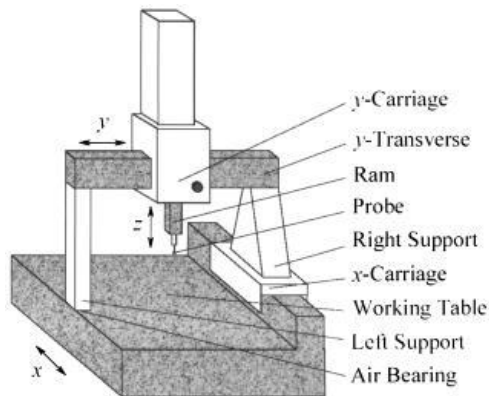 y-Carriage
y
y-Transverse
Ram
z
Probe
Right Support
x-Carriage
Working Table
Left Support
x
Air Bearing